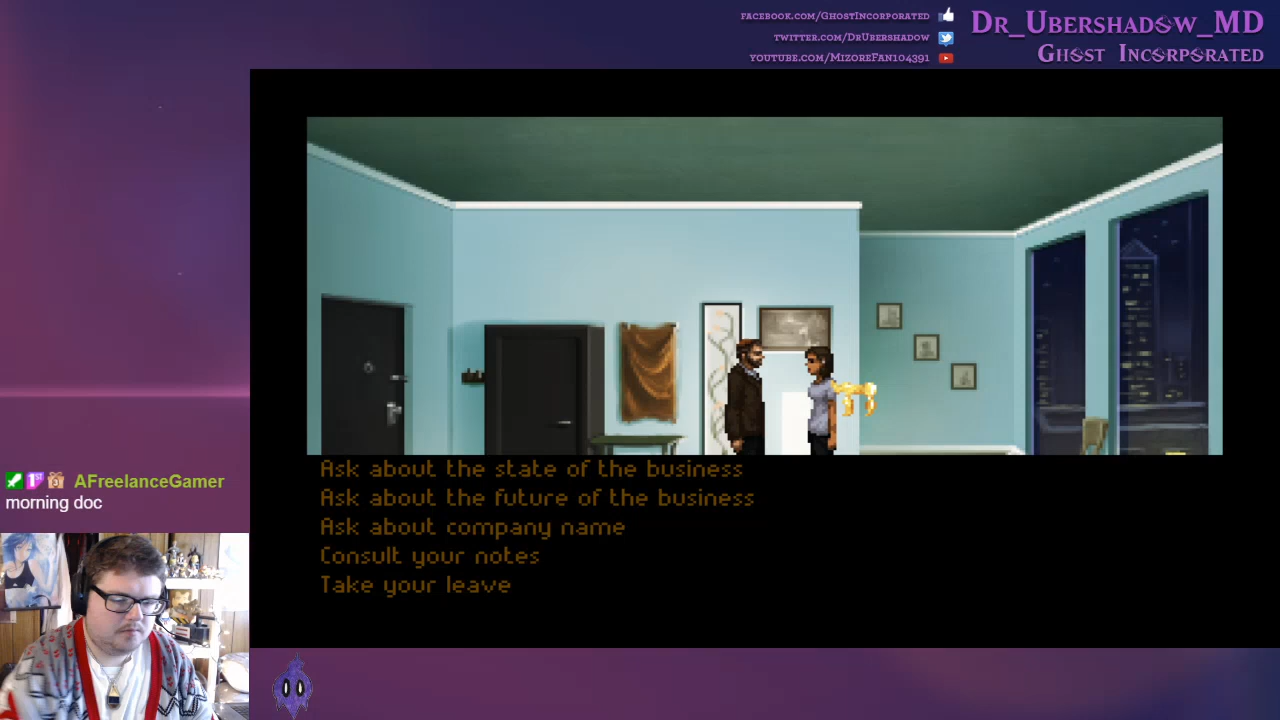 facebook.com/GhostIncorporated
twitter.com/DrUbershadow
youtube.com/MizoreFan104391
Dr_Ubershadow_MD
Ghost Incorporated
1ST
AFreelanceGamer
morning doc
Ask about the state of the business
Ask about the future of the business
Ask about company name
Consult your notes
Take your leave